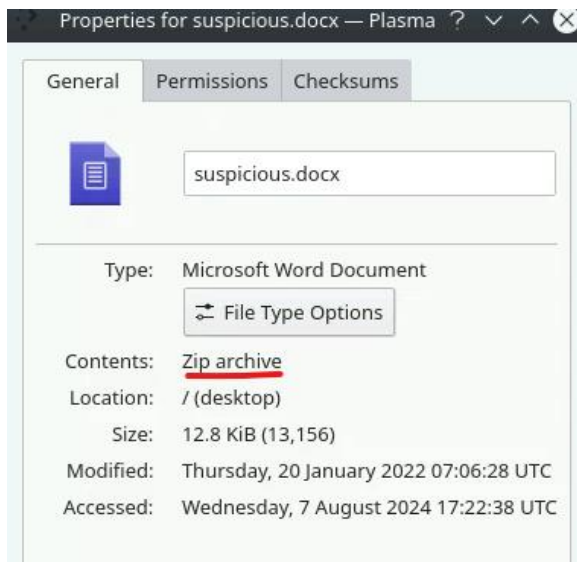 Properties for suspicious.docx — Plasma ?
General Permissions Checksums
suspicious.docx
Type: Microsoft Word Document
File Type Options
Contents: Zip archive
Location: / (desktop)
Size: 12.8 KiB (13,156)
Modified: Thursday, 20 January 2022 07:06:28 UTC
Accessed: Wednesday, 7 August 2024 17:22:38 UTC